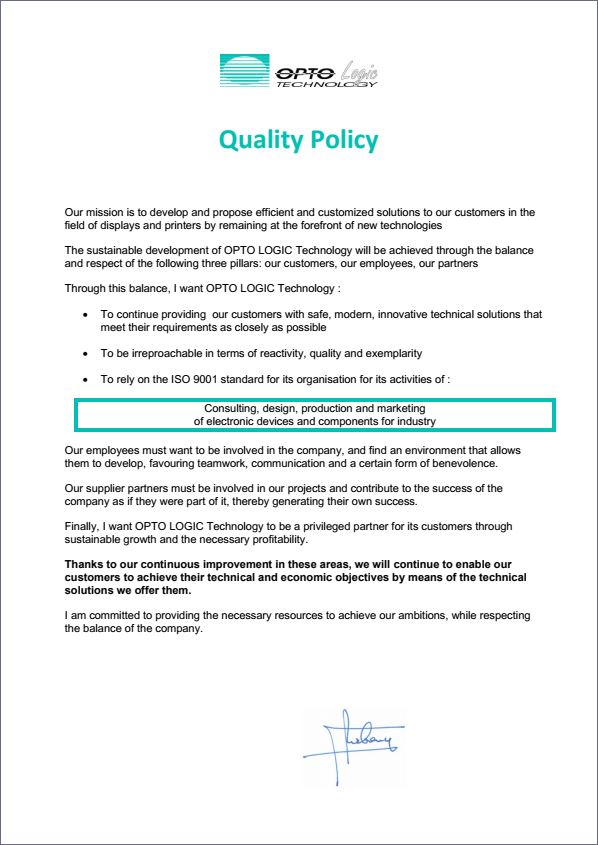 OPTO Logic
TECHNOLOGY
Quality Policy
Our mission is to develop and propose efficient and customized solutions to our customers in the
field of displays and printers by remaining at the forefront of new technologies
The sustainable development of OPTO LOGIC Technology will be achieved through the balance
and respect of the following three pillars: our customers, our employees, our partners
Through this balance, I want OPTO LOGIC Technology :
• To continue providing  our customers with safe, modern, innovative technical solutions that
meet their requirements as closely as possible
• To be irreproachable in terms of reactivity, quality and exemplarity
• To rely on the ISO 9001 standard for its organisation for its activities of :
Consulting, design, production and marketing
of electronic devices and components for industry
Our employees must want to be involved in the company, and find an environment that allows
them to develop, favouring teamwork, communication and a certain form of benevolence.
Our supplier partners must be involved in our projects and contribute to the success of the
company as if they were part of it, thereby generating their own success.
Finally, I want OPTO LOGIC Technology to be a privileged partner for its customers through
sustainable growth and the necessary profitability.
Thanks to our continuous improvement in these areas, we will continue to enable our
customers to achieve their technical and economic objectives by means of the technical
solutions we offer them.
I am committed to providing the necessary resources to achieve our ambitions, while respecting
the balance of the company.